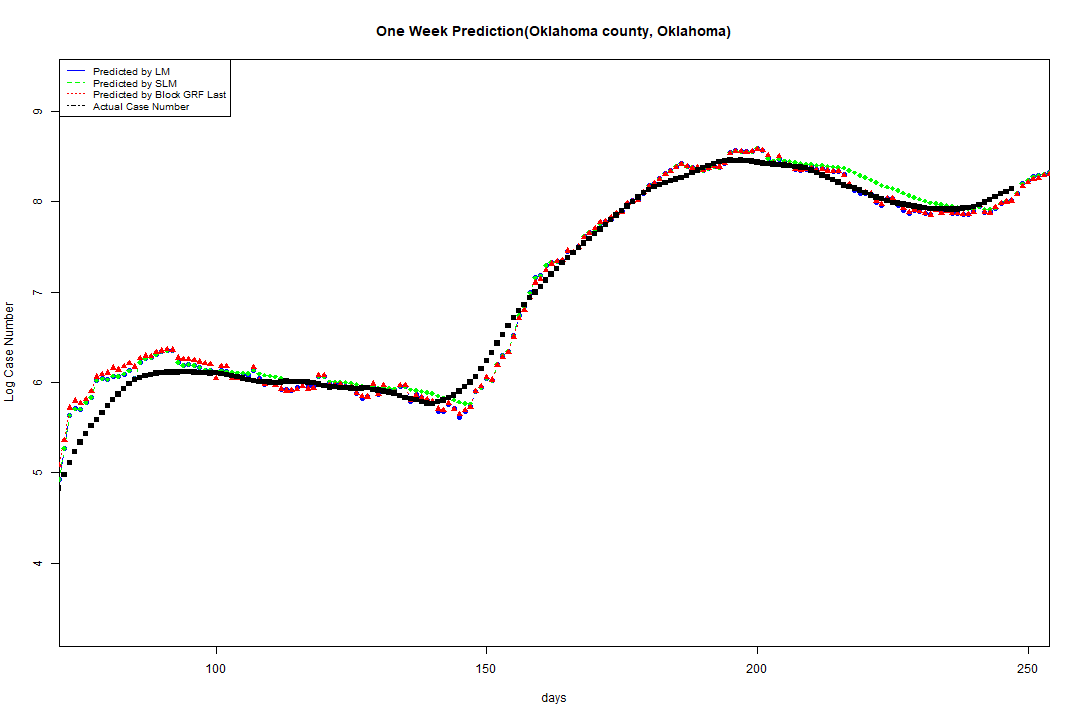 One Week Prediction(Oklahoma county, Oklahoma)
Predicted by LM
Predicted by SLM
Predicted by Block GRF Last
Actual Case Number
9
8
7
6
5
4
Log Case Number
100
150
200
250
days